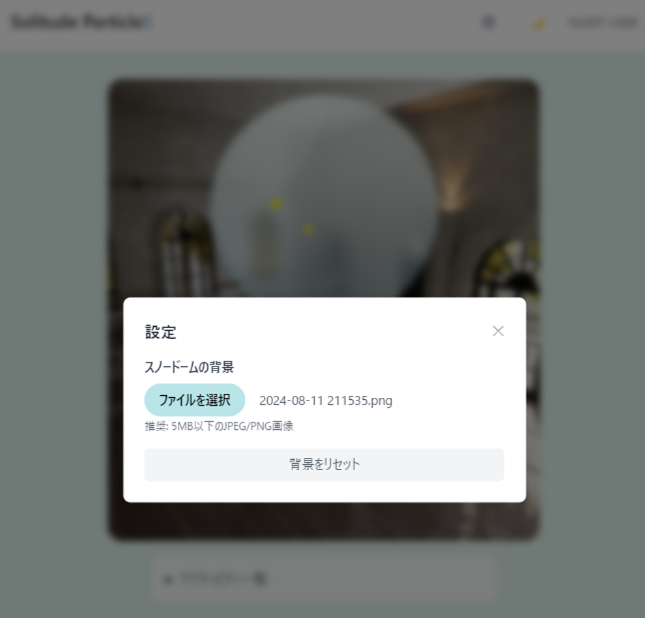 Solitude Particles
GUEST USER
設定
スノードームの背景
ファイルを選択 2024-08-11 211535.png
推奨: 5MB以下のJPEG/PNG画像
背景をリセット